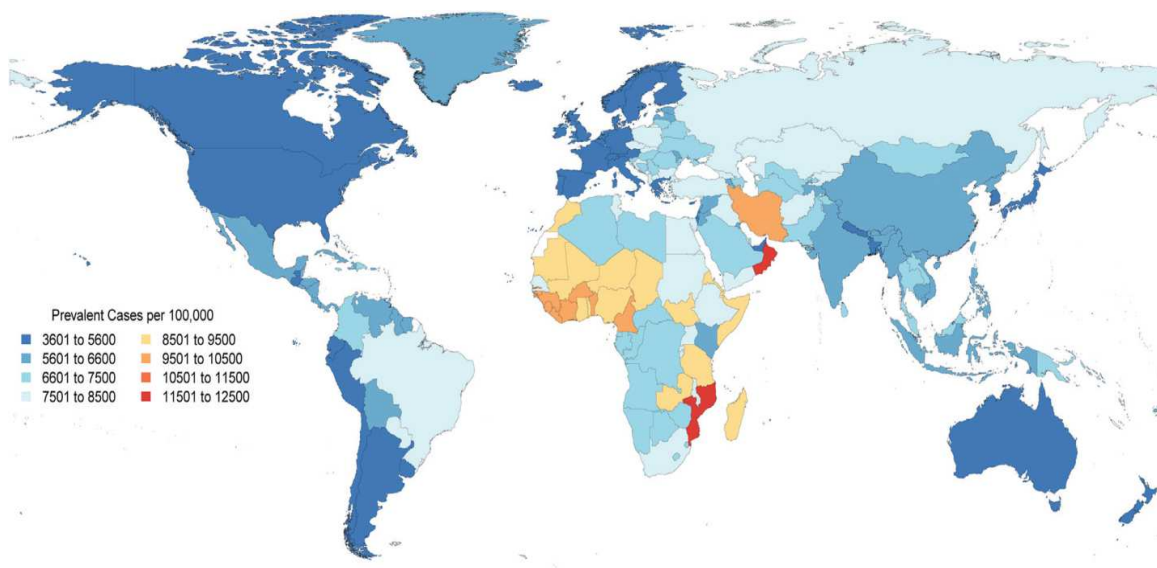 Prevalent Cases per 100,000
3601 to 5600 8501 to 9500
5601 to 6600 9501 to 10500
6601 to 7500 10501 to 11500
7501 to 8500 11501 to 12500